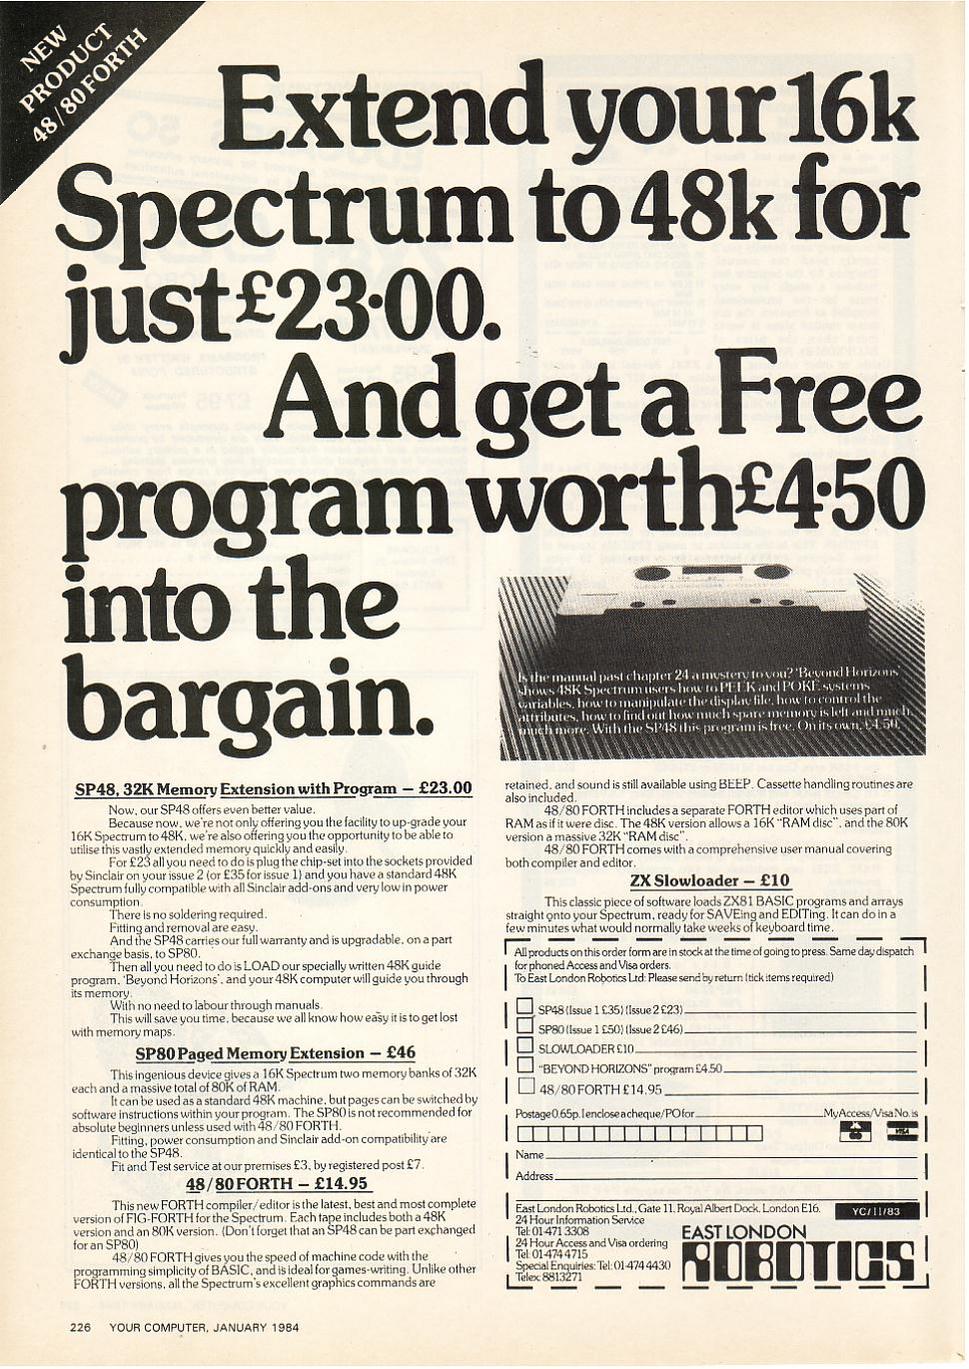 NEW
PRODUCT
48/80 FORTH
Extend your 16k
Spectrum to 48k for
just £23·00.
And get a Free
program worth £4·50
into the
bargain.
Is the manual past chapter 24 a mystery to you? 'Beyond Horizons'
shows 48K Spectrum users how to PEEK and POKE systems
variables, how to manipulate the display file, how to control the
attributes, how to find out how much spare memory is left and much,
much more. With the SP48 this program is free. On its own, £4.50.
SP48, 32K Memory Extension with Program — £23.00
Now, our SP48 offers even better value.
Because now, we're not only offering you the facility to up-grade your
16K Spectrum to 48K, we're also offering you the opportunity to be able to
utilise this vastly extended memory quickly and easily.
For £23 all you need to do is plug the chip-set into the sockets provided
by Sinclair on your issue 2 (or £35 for issue 1) and you have a standard 48K
Spectrum fully compatible with all Sinclair add-ons and very low in power
consumption.
There is no soldering required.
Fitting and removal are easy.
And the SP48 carries our full warranty and is upgradable, on a part
exchange basis, to SP80.
Then all you need to do is LOAD our specially written 48K guide
program, 'Beyond Horizons', and your 48K computer will guide you through
its memory.
With no need to labour through manuals.
This will save you time, because we all know how easy it is to get lost
with memory maps.
SP80 Paged Memory Extension — £46
This ingenious device gives a 16K Spectrum two memory banks of 32K
each and a massive total of 80K of RAM.
It can be used as a standard 48K machine, but pages can be switched by
software instructions within your program. The SP80 is not recommended for
absolute beginners unless used with 48/80 FORTH.
Fitting, power consumption and Sinclair add-on compatibility are
identical to the SP48.
Fit and Test service at our premises £3, by registered post £7.
48/80 FORTH — £14.95
This new FORTH compiler/editor is the latest, best and most complete
version of FIG-FORTH for the Spectrum. Each tape includes both a 48K
version and an 80K version. (Don't forget that an SP48 can be part exchanged
for an SP80)
48/80 FORTH gives you the speed of machine code with the
programming simplicity of BASIC, and is ideal for games-writing. Unlike other
FORTH versions, all the Spectrum's excellent graphics commands are
retained, and sound is still available using BEEP. Cassette handling routines are
also included.
48/80 FORTH includes a separate FORTH editor which uses part of
RAM as if it were disc. The 48K version allows a 16K "RAM disc", and the 80K
version a massive 32K "RAM disc".
48/80 FORTH comes with a comprehensive user manual covering
both compiler and editor.
ZX Slowloader — £10
This classic piece of software loads ZX81 BASIC programs and arrays
straight onto your Spectrum, ready for SAVEing and EDITing. It can do in a
few minutes what would normally take weeks of keyboard time.
All products on this order form are in stock at the time of going to press. Same day dispatch
for phoned Access and Visa orders.
To East London Robotics Ltd: Please send by return (tick items required)
SP48 (Issue 1 £35) (Issue 2 £23)
SP80 (Issue 1 £50) (Issue 2 £46)
SLOWLOADER £10
"BEYOND HORIZONS" program £4.50
48/80 FORTH £14.95
Postage 0.65p. I enclose a cheque/PO for My Access/Visa No. is
VISA
Name
Address
East London Robotics Ltd., Gate 11, Royal Albert Dock, London E16.
24 Hour Information Service
Tel: 01-471 3308
24 Hour Access and Visa ordering
Tel: 01-474 4715
Special Enquiries: Tel: 01-474 4430
Telex: 8813271
YC/11/83
EAST LONDON
ROBOTICS
226 YOUR COMPUTER, JANUARY 1984